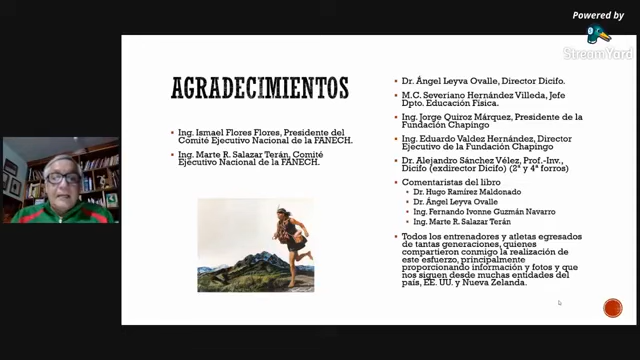 Powered by
StreamYard
AGRADECIMIENTOS
Ing. Ismael Flores Flores, Presidente del
Comité Ejecutivo Nacional de la FANECH.
Ing. Marte R. Salazar Terán, Comité
Ejecutivo Nacional de la FANECH.
Dr. Ángel Leyva Ovalle, Director Dicifo.
M.C. Severiano Hernández Villeda, Jefe
Dpto. Educación Física.
Ing. Jorge Quiroz Márquez, Presidente de la
Fundación Chapingo
Ing. Eduardo Valdez Hernández, Director
Ejecutivo de la Fundación Chapingo
Dr. Alejandro Sánchez Vélez, Prof.-Inv.,
Dicifo (exdirector Dicifo) (2ª y 4ª forros)
Comentaristas del libro
Dr. Hugo Ramírez Maldonado
Dr. Ángel Leyva Ovalle
Ing. Fernando Ivonne Guzmán Navarro
Ing. Marte R. Salazar Terán
Todos los entrenadores y atletas egresados
de tantas generaciones, quienes
compartieron conmigo la realización de
este esfuerzo, principalmente
proporcionando información y fotos y que
nos siguen desde muchas entidades del
país, EE. UU. y Nueva Zelanda.